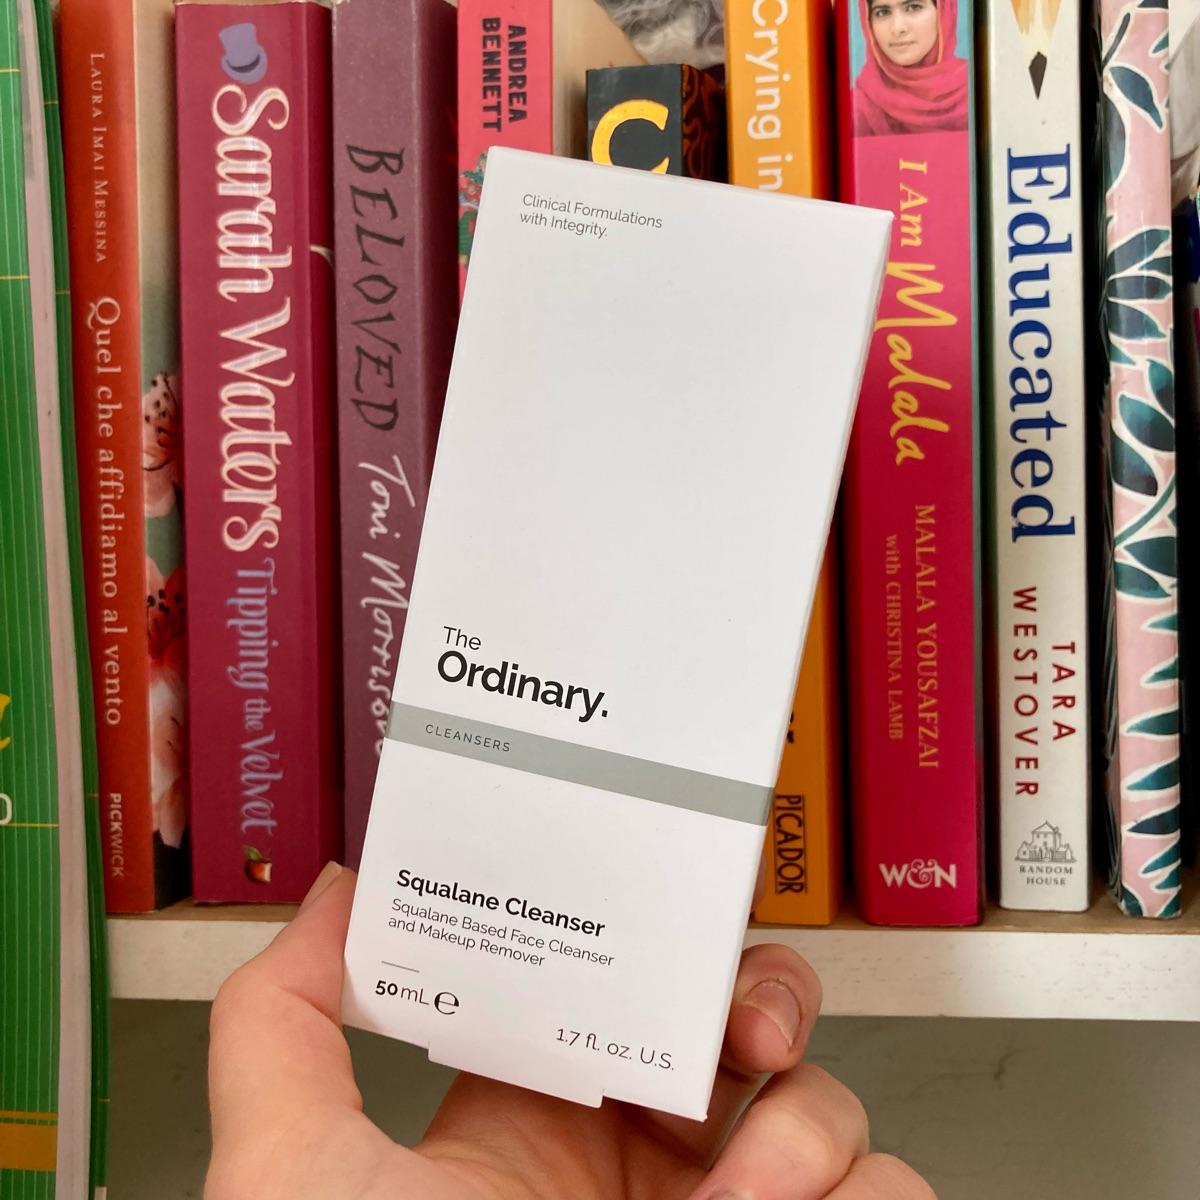 LAURA IMAI MESSINA
Quel che affidiamo al vento
PICKWICK
Sarah Waters Tipping the Velvet
BELOVED Toni Morrison
ANDREA
BENNETT
C
Crying in
PICADOR
I Am Malala
MALALA YOUSAFZAI
with CHRISTINA LAMB
W&N
Educated
TARA
WESTOVER
RANDOM
HOUSE
Clinical Formulations
with Integrity.
The
Ordinary.
CLEANSERS
Squalane Cleanser
Squalane Based Face Cleanser
and Makeup Remover
50 mL ℮
1.7 fl. oz. U.S.